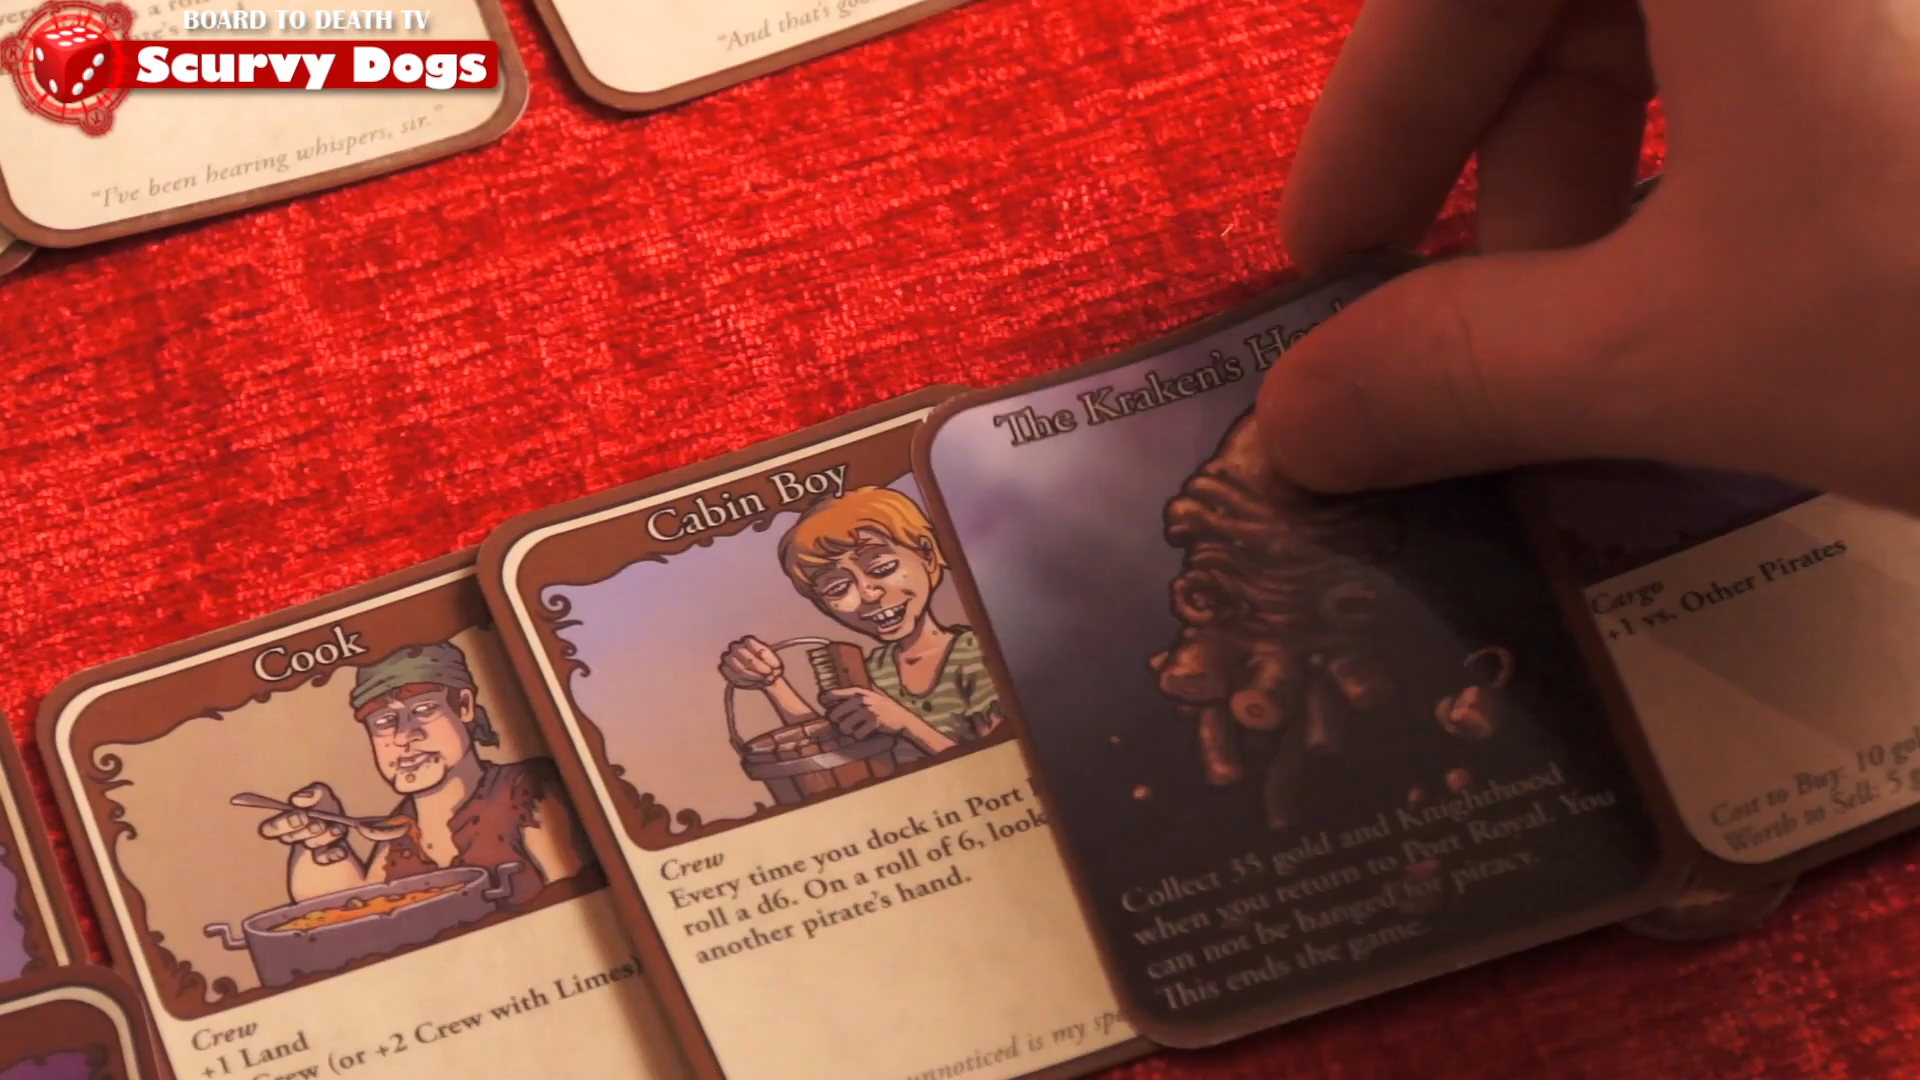 BOARD TO DEATH TV
Scurvy Dogs
"I've been hearing whispers, sir."
"And that's
Cook
Crew
+1 Land
Crew (or +2 Crew with Limes)
Cabin Boy
Crew
Every time you dock in Port
roll a d6. On a roll of 6, look
another pirate's hand.
unnoticed is my
The Kraken's
Collect 35 gold and Knighthood
when you return to Port Royal. You
can not be hanged for piracy.
This ends the game.
Cargo
+1 vs. Other Pirates
Cost to Buy: 10
Worth to Sell: 5